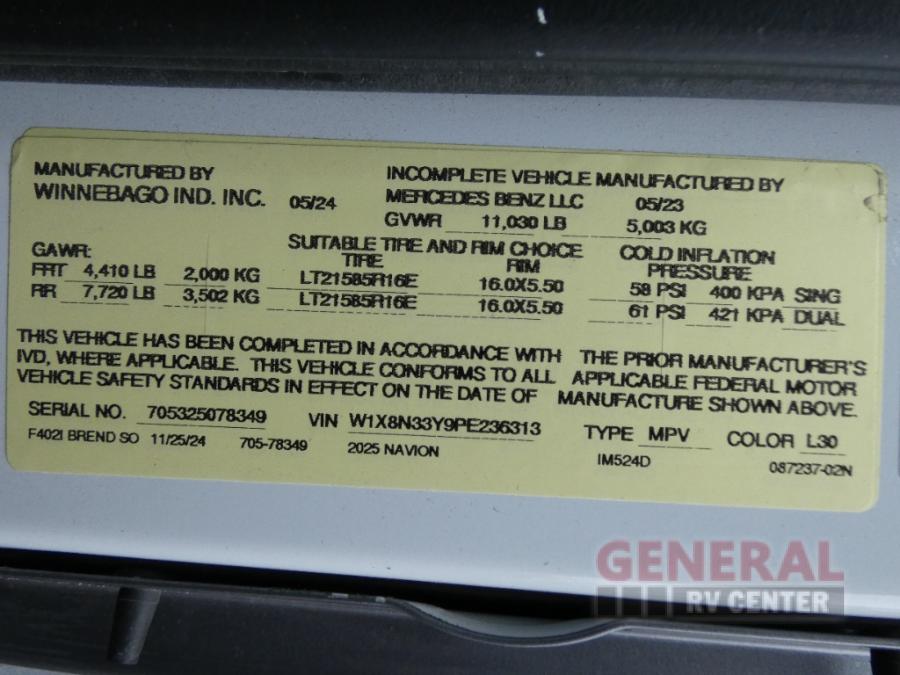 MANUFACTURED BY INCOMPLETE VEHICLE MANUFACTURED BY
WINNEBAGO IND. INC. 05/24 MERCEDES BENZ LLC 05/23
GVWR 11,030 LB 5,003 KG
GAWR: SUITABLE TIRE AND RIM CHOICE COLD INFLATION
TIRE RIM PRESSURE
FRT 4,410 LB 2,000 KG LT21585R16E 16.0X5.50 58 PSI 400 KPA SING
RR 7,720 LB 3,502 KG LT21585R16E 16.0X5.50 61 PSI 421 KPA DUAL
THIS VEHICLE HAS BEEN COMPLETED IN ACCORDANCE WITH THE PRIOR MANUFACTURER'S
IVD, WHERE APPLICABLE. THIS VEHICLE CONFORMS TO ALL APPLICABLE FEDERAL MOTOR
VEHICLE SAFETY STANDARDS IN EFFECT ON THE DATE OF MANUFACTURE SHOWN ABOVE.
SERIAL NO. 705325078349 VIN W1X8N33Y9PE236313 TYPE MPV COLOR L30
F402I BREND SO 11/25/24 705-78349 2025 NAVION IM524D 087237-02N
GENERAL
RV CENTER